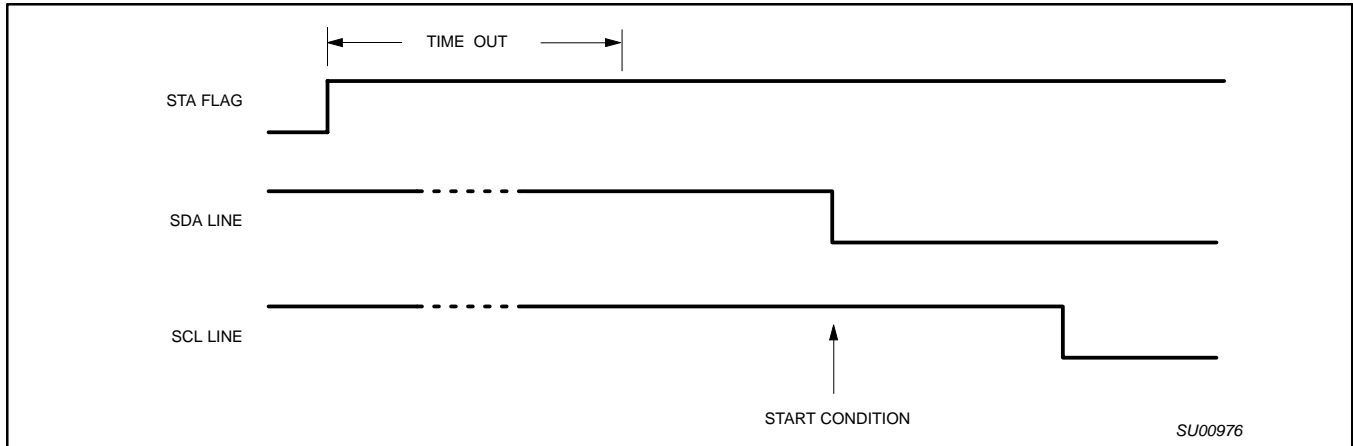 TIME OUT
STA FLAG
SDA LINE
SCL LINE
START CONDITION
SU00976